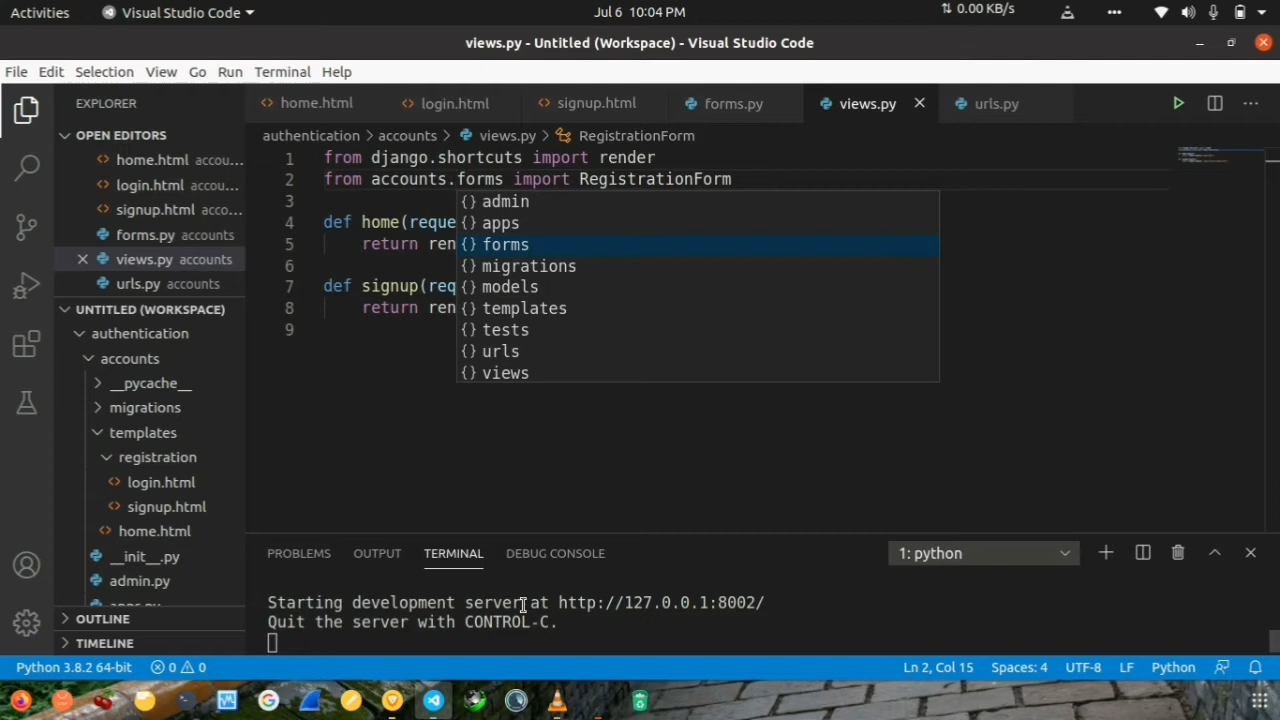 Activities
Visual Studio Code
Jul 6 10:04 PM
0.00 KB/s
views.py - Untitled (Workspace) - Visual Studio Code
File Edit Selection View Go Run Terminal Help
EXPLORER
home.html login.html signup.html forms.py views.py urls.py
OPEN EDITORS
home.html accou...
login.html accou...
signup.html acco...
forms.py accounts
views.py accounts
urls.py accounts
UNTITLED (WORKSPACE)
authentication
accounts
__pycache__
migrations
templates
registration
login.html
signup.html
home.html
__init__.py
admin.py
apps.py
OUTLINE
TIMELINE
authentication > accounts > views.py > RegistrationForm
1 from django.shortcuts import render
2 from accounts.forms import RegistrationForm
3
4 def home(reque
5 return ren
6
7 def signup(req
8 return ren
9
{} admin
{} apps
{} forms
{} migrations
{} models
{} templates
{} tests
{} urls
{} views
PROBLEMS OUTPUT TERMINAL DEBUG CONSOLE
1: python
Starting development server at http://127.0.0.1:8002/
Quit the server with CONTROL-C.
Python 3.8.2 64-bit 0 0 Ln 2, Col 15 Spaces: 4 UTF-8 LF Python